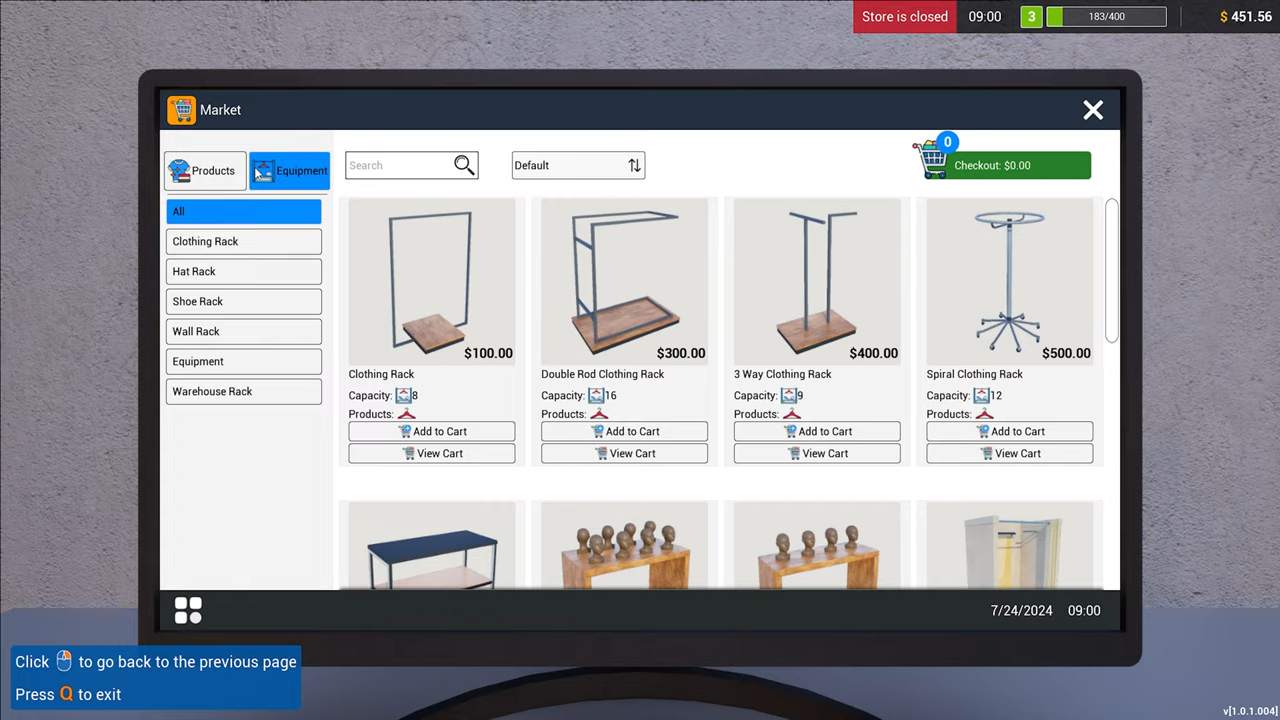 Store is closed 09:00 3 183/400 $ 451.56
Market
Products Equipment
Search
Default
0
Checkout: $0.00
All
Clothing Rack
Hat Rack
Shoe Rack
Wall Rack
Equipment
Warehouse Rack
$100.00 $300.00 $400.00 $500.00
Clothing Rack Double Rod Clothing Rack 3 Way Clothing Rack Spiral Clothing Rack
Capacity: 8 Capacity: 16 Capacity: 9 Capacity: 12
Products: Products: Products: Products:
Add to Cart Add to Cart Add to Cart Add to Cart
View Cart View Cart View Cart View Cart
7/24/2024 09:00
Click to go back to the previous page
Press Q to exit
v[1.0.1.004]